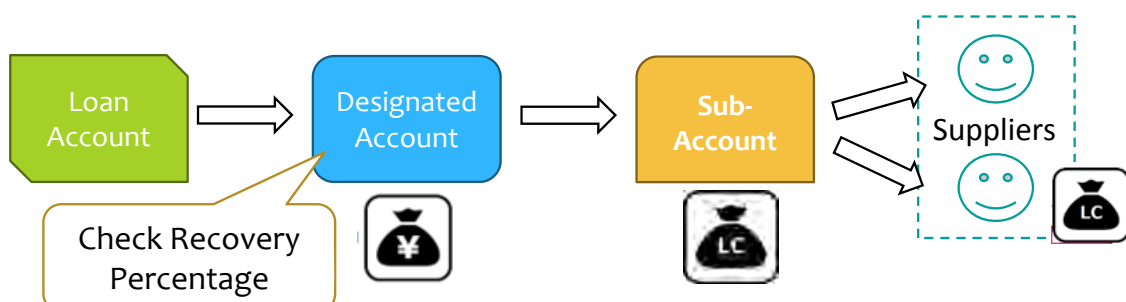 Loan
Account
Designated
Account
Sub-
Account
Suppliers
Check Recovery
Percentage
¥
LC
LC